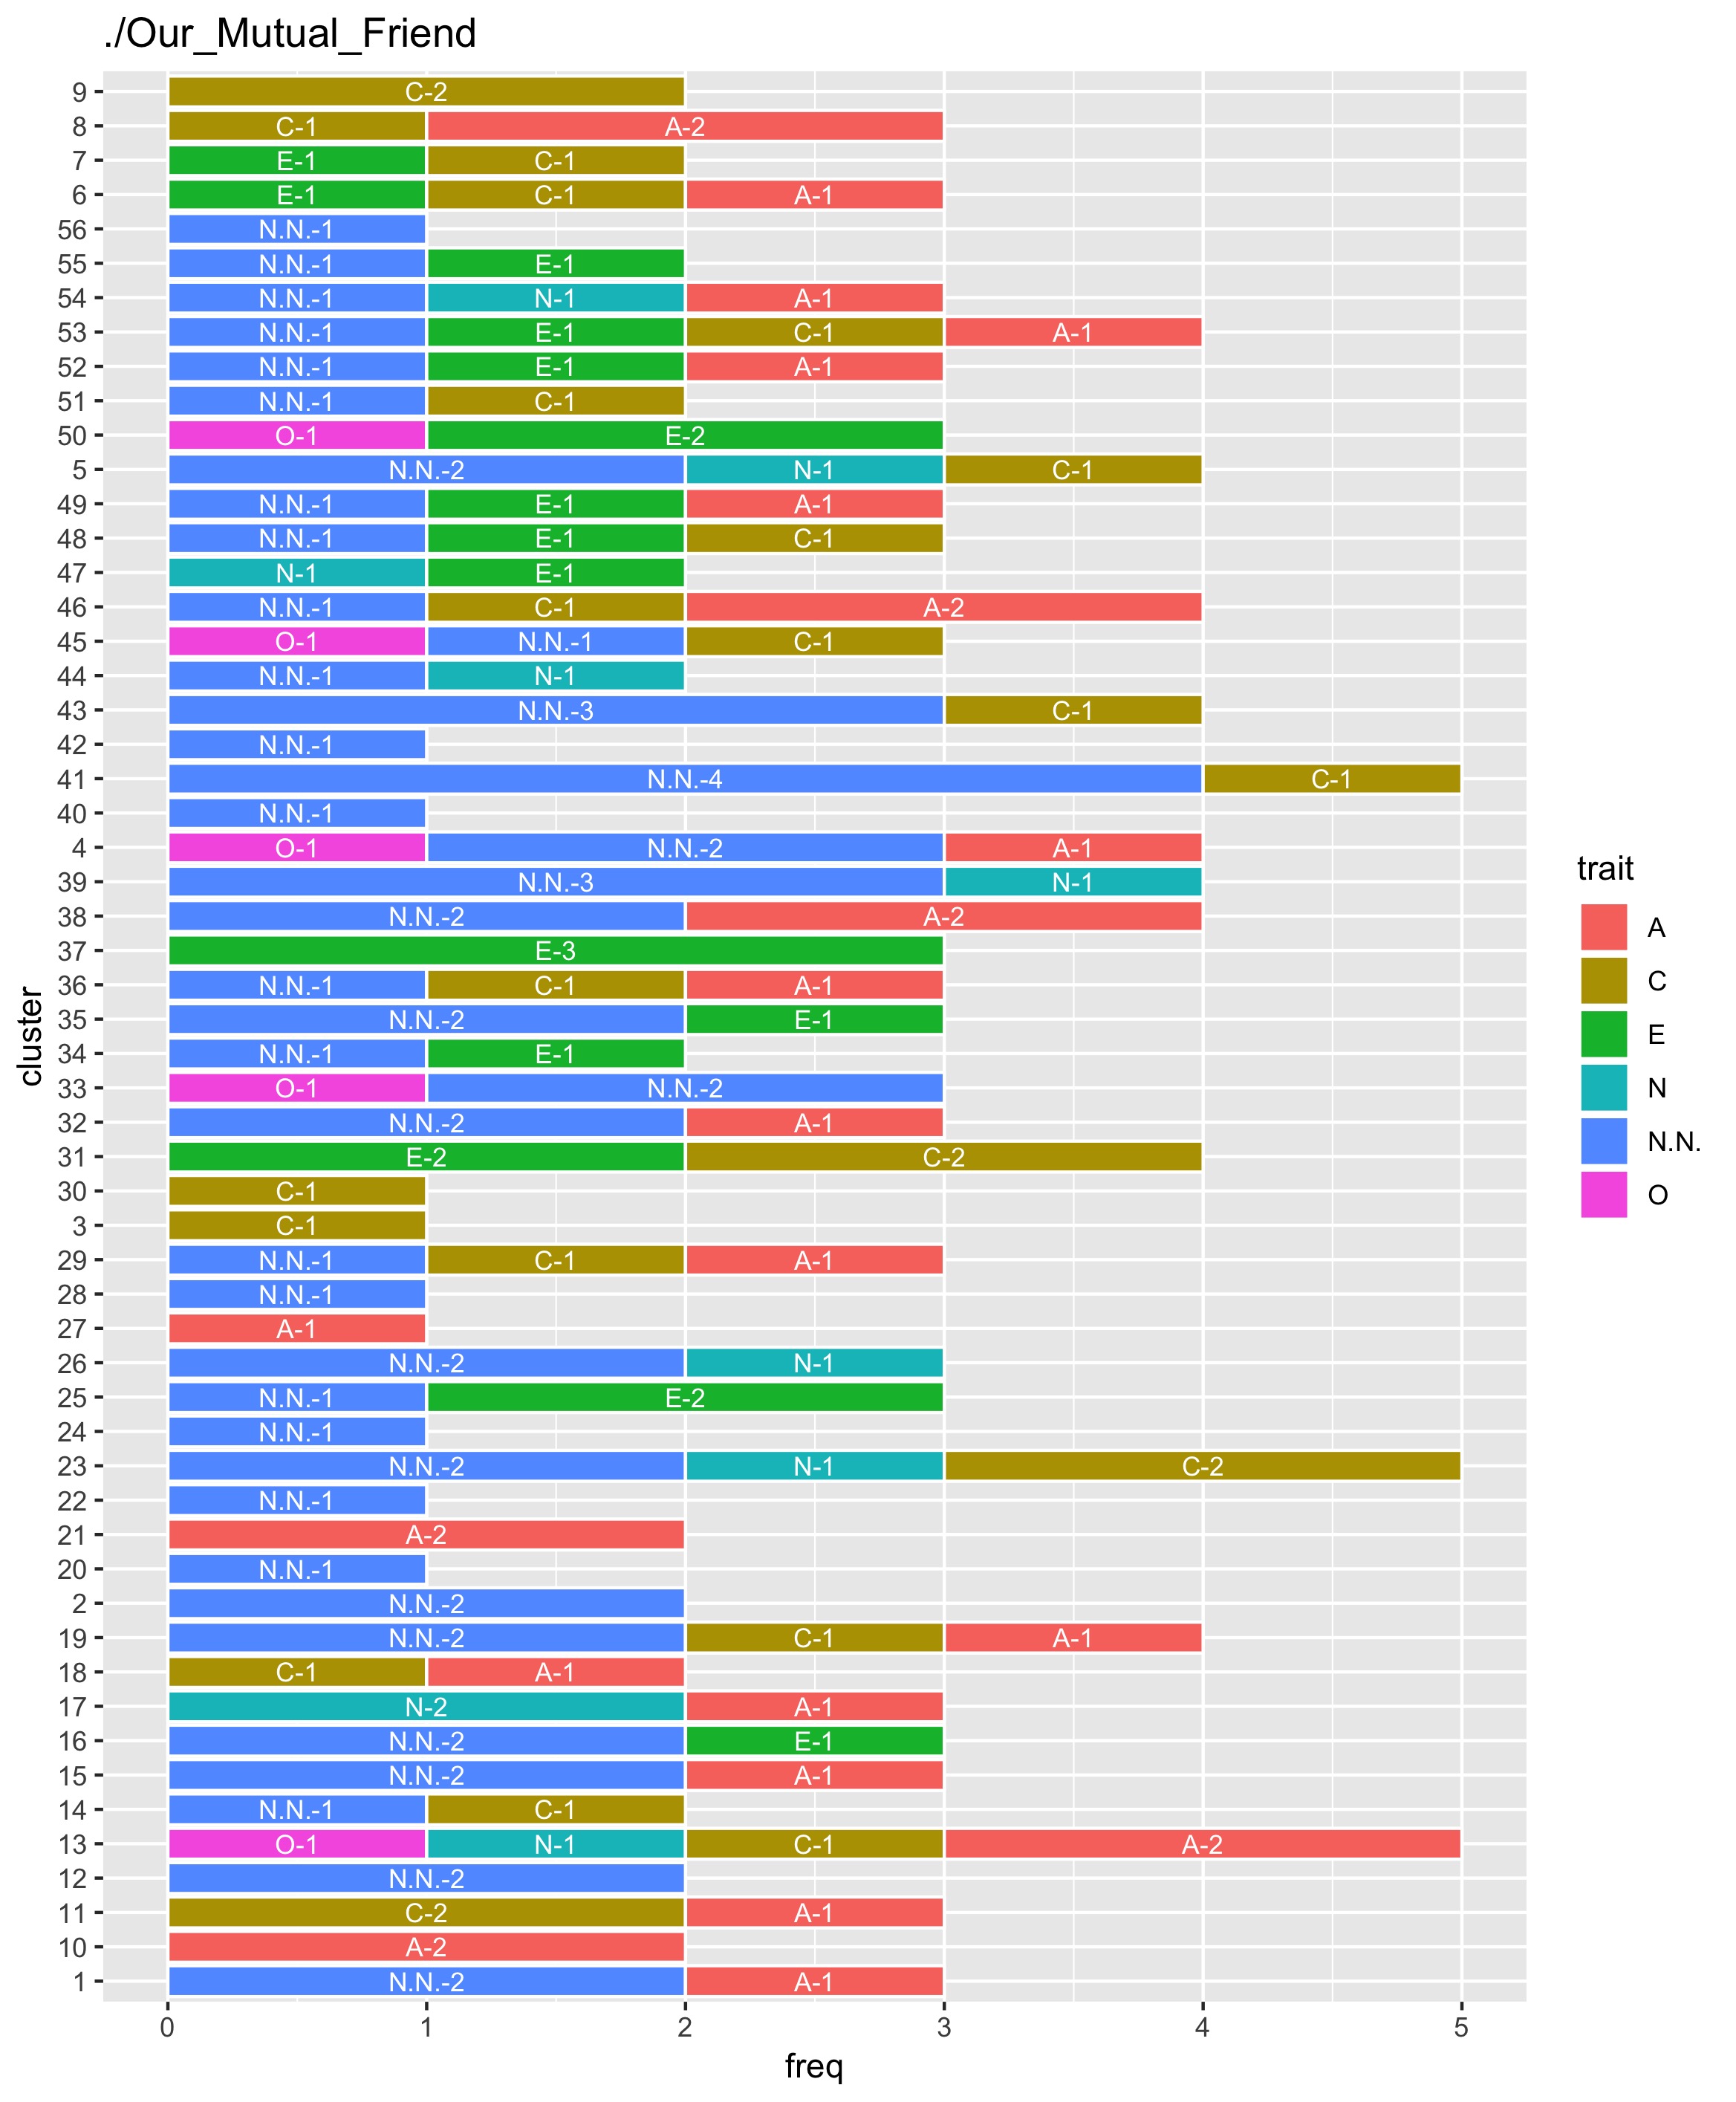 ./Our_Mutual_Friend
9 C-2
8 C-1 A-2
7 E-1 C-1
6 E-1 C-1 A-1
56 N.N.-1
55 N.N.-1 E-1
54 N.N.-1 N-1 A-1
53 N.N.-1 E-1 C-1 A-1
52 N.N.-1 E-1 A-1
51 N.N.-1 C-1
50 O-1 E-2
5 N.N.-2 N-1 C-1
49 N.N.-1 E-1 A-1
48 N.N.-1 E-1 C-1
47 N-1 E-1
46 N.N.-1 C-1 A-2
45 O-1 N.N.-1 C-1
44 N.N.-1 N-1
43 N.N.-3 C-1
42 N.N.-1
41 N.N.-4 C-1
40 N.N.-1
4 O-1 N.N.-2 A-1
39 N.N.-3 N-1
38 N.N.-2 A-2
37 E-3
36 N.N.-1 C-1 A-1
35 N.N.-2 E-1
34 N.N.-1 E-1
33 O-1 N.N.-2
32 N.N.-2 A-1
31 E-2 C-2
30 C-1
3 C-1
29 N.N.-1 C-1 A-1
28 N.N.-1
27 A-1
26 N.N.-2 N-1
25 N.N.-1 E-2
24 N.N.-1
23 N.N.-2 N-1 C-2
22 N.N.-1
21 A-2
20 N.N.-1
2 N.N.-2
19 N.N.-2 C-1 A-1
18 C-1 A-1
17 N-2 A-1
16 N.N.-2 E-1
15 N.N.-2 A-1
14 N.N.-1 C-1
13 O-1 N-1 C-1 A-2
12 N.N.-2
11 C-2 A-1
10 A-2
1 N.N.-2 A-1
0 1 2 3 4 5
freq
cluster
trait
A
C
E
N
N.N.
O